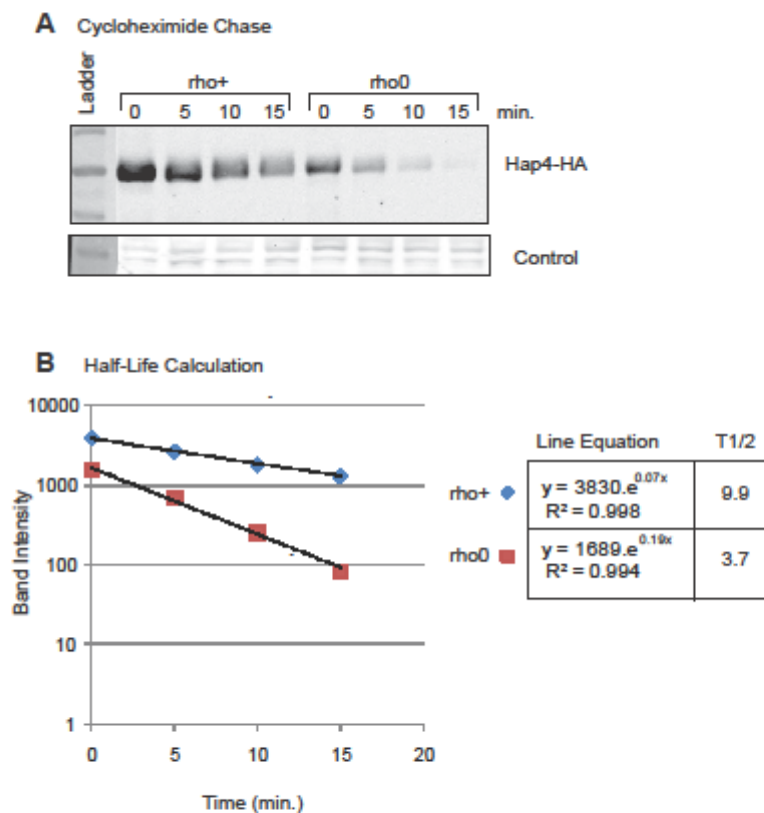 A Cycloheximide Chase
Ladder
rho+ rho0
0 5 10 15 0 5 10 15 min.
Hap4-HA
Control
B Half-Life Calculation
10000
1000
100
10
1
0 5 10 15 20
Band Intensity
Time (min.)
Line Equation T1/2
rho+ y = 3830.e^0.07x 9.9
R² = 0.998
rho0 y = 1689.e^0.19x 3.7
R² = 0.994